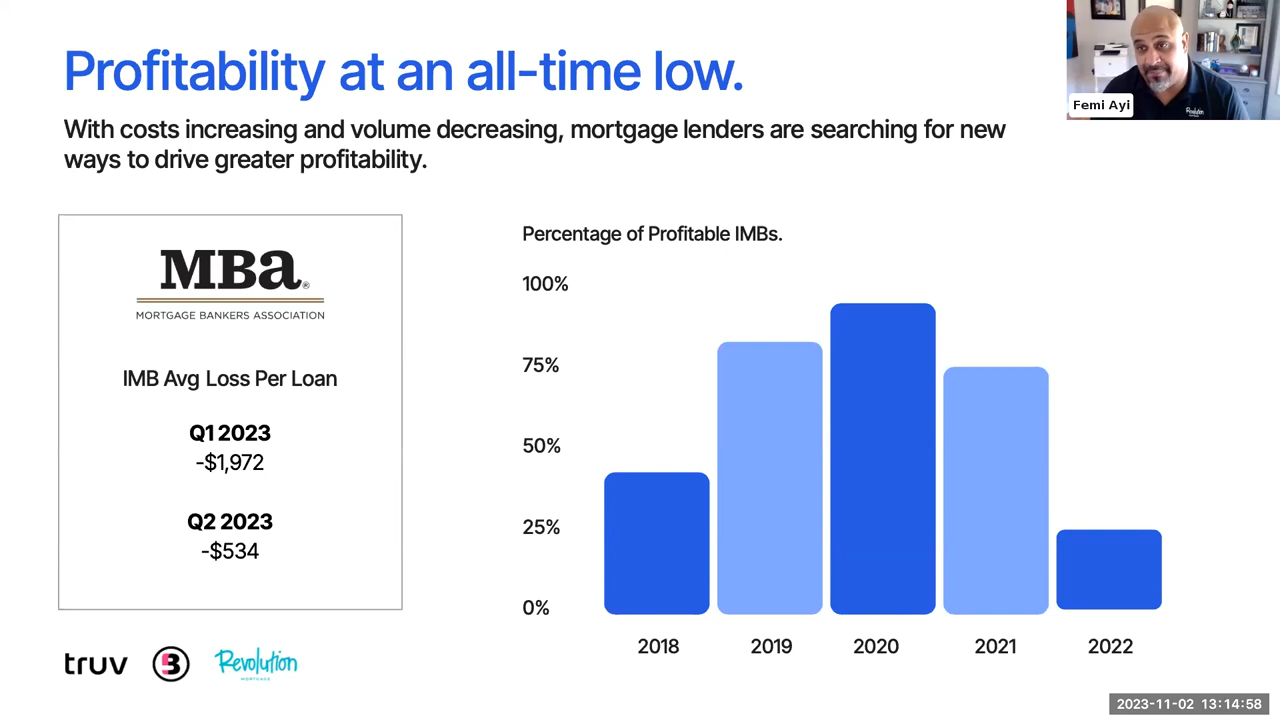 Profitability at an all-time low.
With costs increasing and volume decreasing, mortgage lenders are searching for new
ways to drive greater profitability.
Femi Ayi
Revolution
MBa®
MORTGAGE BANKERS ASSOCIATION
IMB Avg Loss Per Loan
Q1 2023
-$1,972
Q2 2023
-$534
Percentage of Profitable IMBs.
100%
75%
50%
25%
0%
2018 2019 2020 2021 2022
truv B Revolution
MORTGAGE
2023-11-02 13:14:58